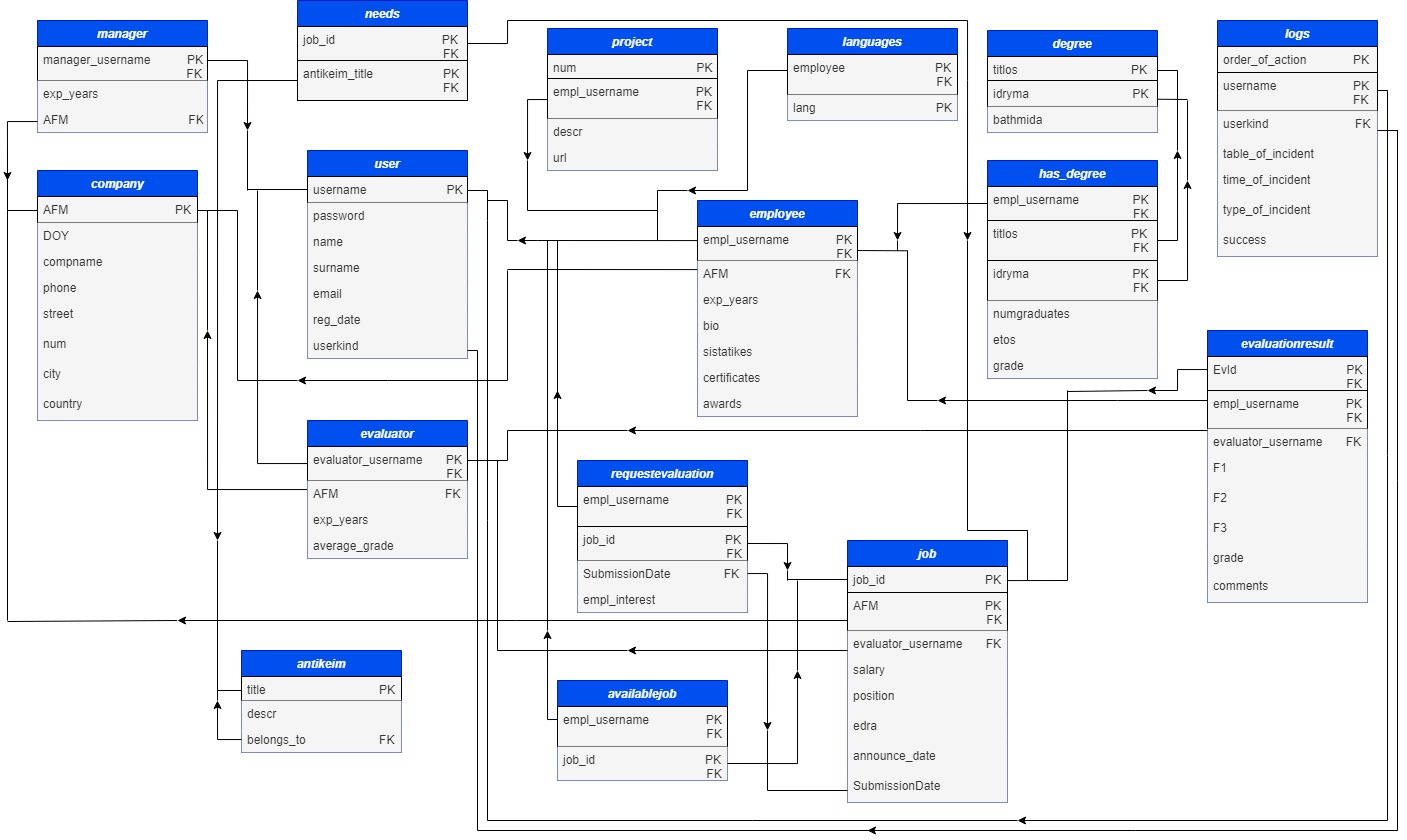 manager
manager_username PK
FK
exp_years
AFM FK
needs
job_id PK
FK
antikeim_title PK
FK
project
num PK
empl_username PK
FK
descr
url
languages
employee PK
FK
lang PK
degree
titlos PK
idryma PK
bathmida
logs
order_of_action PK
username PK
FK
userkind FK
table_of_incident
time_of_incident
type_of_incident
success
company
AFM PK
DOY
compname
phone
street
num
city
country
user
username PK
password
name
surname
email
reg_date
userkind
employee
empl_username PK
FK
AFM FK
exp_years
bio
sistatikes
certificates
awards
has_degree
empl_username PK
FK
titlos PK
FK
idryma PK
FK
numgraduates
etos
grade
evaluationresult
EvId PK
FK
empl_username PK
FK
evaluator_username FK
F1
F2
F3
grade
comments
evaluator
evaluator_username PK
FK
AFM FK
exp_years
average_grade
requestevaluation
empl_username PK
FK
job_id PK
FK
SubmissionDate FK
empl_interest
job
job_id PK
AFM PK
FK
evaluator_username FK
salary
position
edra
announce_date
SubmissionDate
antikeim
title PK
descr
belongs_to FK
availablejob
empl_username PK
FK
job_id PK
FK